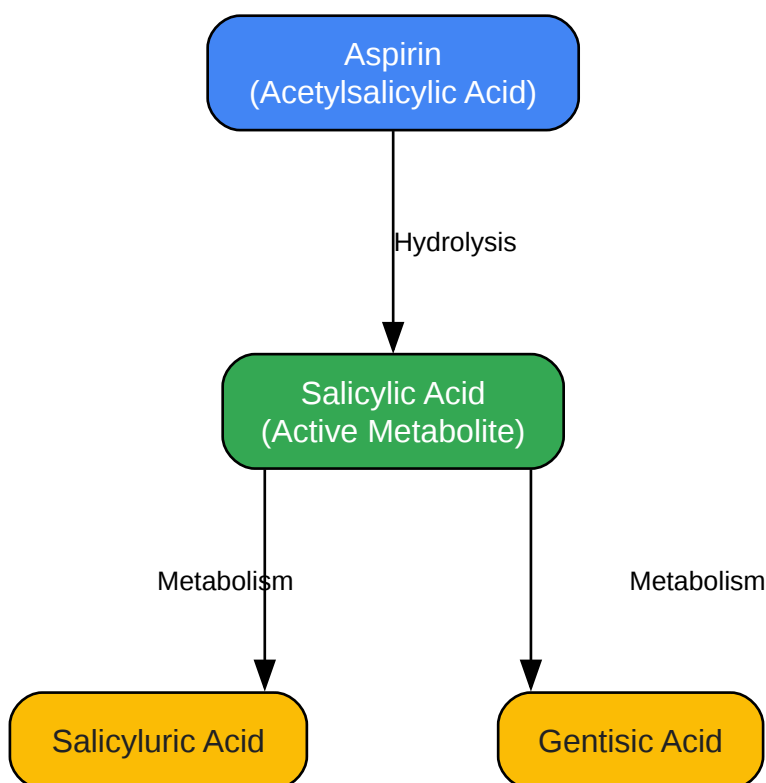 Aspirin
(Acetylsalicylic Acid)
Hydrolysis
Salicylic Acid
(Active Metabolite)
Metabolism
Metabolism
Salicyluric Acid
Gentisic Acid